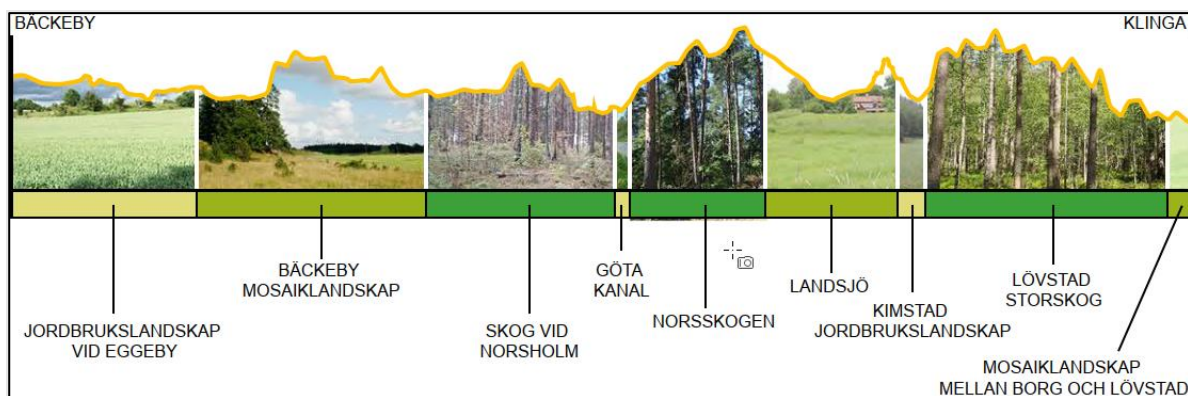 BÄCKEBY
KLINGA
JORDBRUKSLANDSKAP
VID EGGEBY
BÄCKEBY
MOSAIKLANDSKAP
SKOG VID
NORSHOLM
GÖTA
KANAL
NORSSKOGEN
LANDSJÖ
KIMSTAD
JORDBRUKSLANDSKAP
LÖVSTAD
STORSKOG
MOSAIKLANDSKAP
MELLAN BORG OCH LÖVSTAD